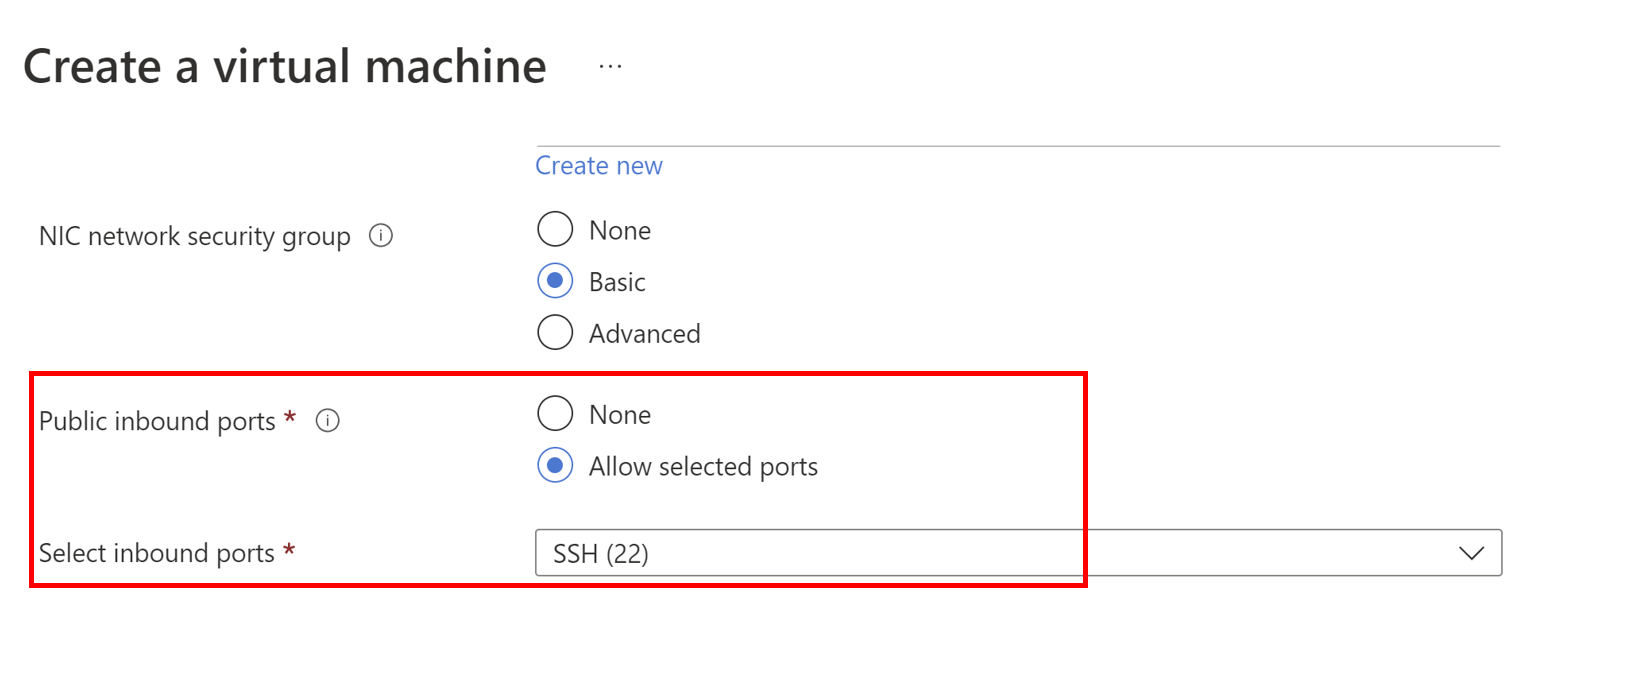 Create a virtual machine ...
Create new
NIC network security group
None
Basic
Advanced
Public inbound ports *
None
Allow selected ports
Select inbound ports *
SSH (22)